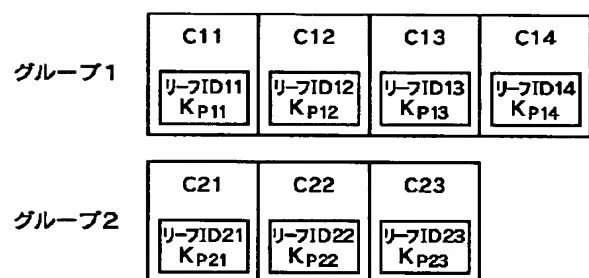 グループ1
C11 C12 C13 C14
リーフID11 リーフID12 リーフID13 リーフID14
KP11 KP12 KP13 KP14
グループ2
C21 C22 C23
リーフID21 リーフID22 リーフID23
KP21 KP22 KP23